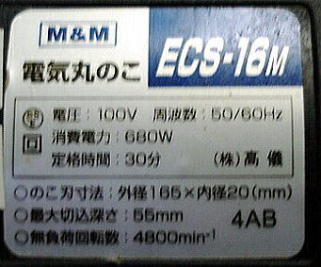 M&M
電気丸のこ ECS-16M
電圧：100V 周波数：50/60Hz
消費電力：680W
定格時間：30分 (株)髙儀
○のこ刃寸法：外径165×内径20(mm)
○最大切込深さ：55mm 4AB
○無負荷回転数：4800min⁻¹